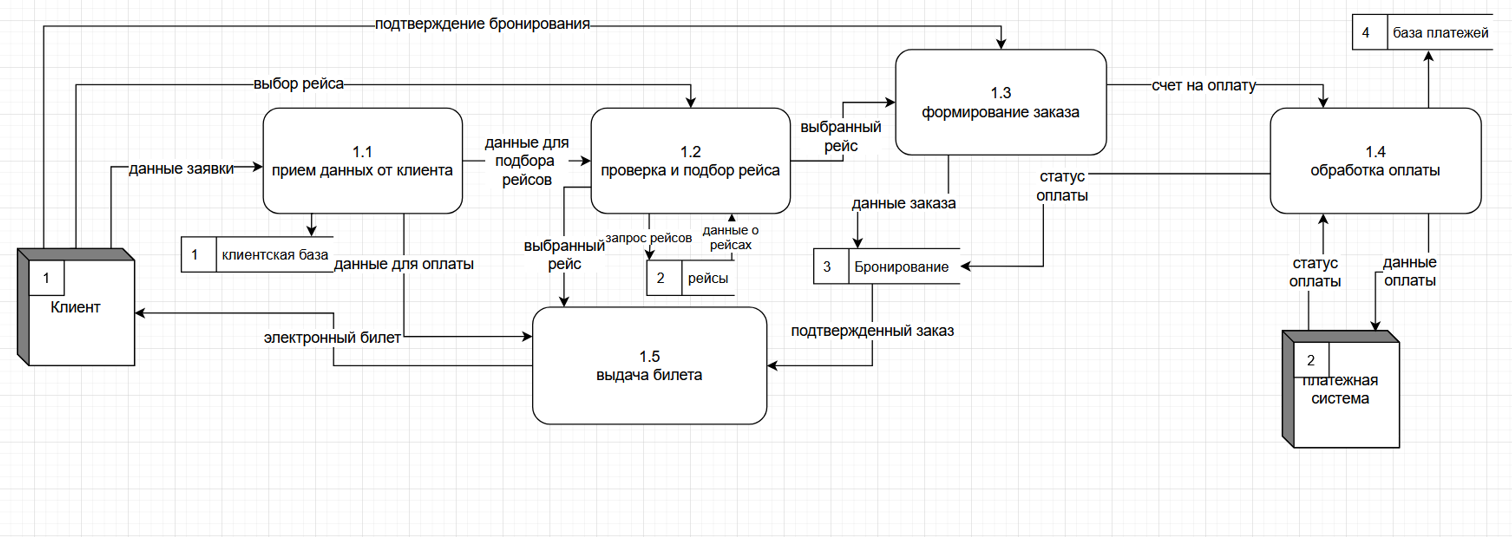 подтверждение бронирования
4
база платежей
выбор рейса
1.3
формирование заказа
счет на оплату
данные заявки
1.1
прием данных от клиента
данные для
подбора
рейсов
1.2
проверка и подбор рейса
выбранный
рейс
1.4
обработка оплаты
статус
оплаты
данные заказа
1
клиентская база
данные для оплаты
выбранный
рейс
запрос рейсов
данные о
рейсах
2
рейсы
3
Бронирование
статус
оплаты
данные
оплаты
1
Клиент
электронный билет
подтвержденный заказ
1.5
выдача билета
2
платежная
система